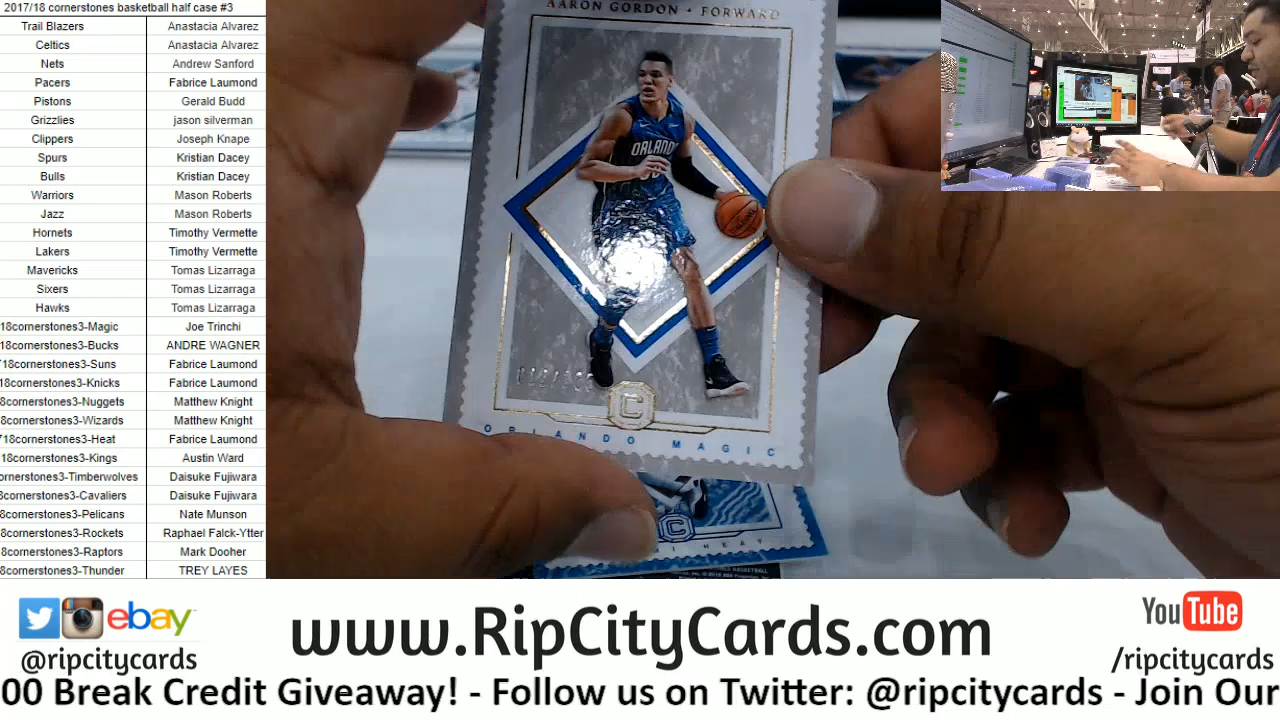 2017/18 cornerstones basketball half case #3
Trail Blazers Anastacia Alvarez
Celtics Anastacia Alvarez
Nets Andrew Sanford
Pacers Fabrice Laumond
Pistons Gerald Budd
Grizzlies jason silverman
Clippers Joseph Knape
Spurs Kristian Dacey
Bulls Kristian Dacey
Warriors Mason Roberts
Jazz Mason Roberts
Hornets Timothy Vermette
Lakers Timothy Vermette
Mavericks Tomas Lizarraga
Sixers Tomas Lizarraga
Hawks Tomas Lizarraga
18cornerstones3-Magic Joe Trinchi
18cornerstones3-Bucks ANDRE WAGNER
18cornerstones3-Suns Fabrice Laumond
8cornerstones3-Knicks Fabrice Laumond
8cornerstones3-Nuggets Matthew Knight
8cornerstones3-Wizards Matthew Knight
718cornerstones3-Heat Fabrice Laumond
18cornerstones3-Kings Austin Ward
ornerstones3-Timberwolves Daisuke Fujiwara
8cornerstones3-Cavaliers Daisuke Fujiwara
8cornerstones3-Pelicans Nate Munson
8cornerstones3-Rockets Raphael Falck-Ytter
8cornerstones3-Raptors Mark Dooher
8cornerstones3-Thunder TREY LAYES
AARON GORDON • FORWARD
ORLANDO
C
ORLANDO MAGIC
C
HEAT
ebay
@ripcitycards
www.RipCityCards.com
YouTube
/ripcitycards
00 Break Credit Giveaway! - Follow us on Twitter: @ripcitycards - Join Our